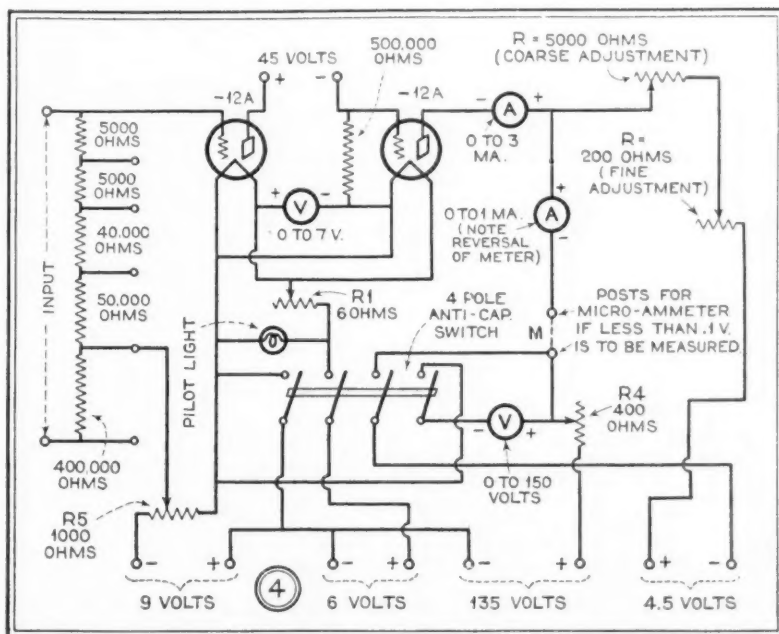 45 VOLTS
+
-
500,000
OHMS
R = 5000 OHMS
(COARSE ADJUSTMENT)
-12A
-12A
-
A
+
0 TO 3
MA.
R=
200 OHMS
(FINE
ADJUSTMENT)
5000
OHMS
5000
OHMS
40,000
OHMS
50,000
OHMS
400,000
OHMS
INPUT
+
V
-
0 TO 7 V.
+
A
-
0 TO 1 MA.
(NOTE
REVERSAL
OF METER)
R1
6 OHMS
4 POLE
ANTI-CAP.
SWITCH
PILOT LIGHT
M
POSTS FOR
MICRO-AMMETER
IF LESS THAN .1 V.
IS TO BE MEASURED.
R4
400
OHMS
-
V
+
0 TO 150
VOLTS
R5
1000
OHMS
-
+
-
+
-
+
+
-
9 VOLTS
4
6 VOLTS
135 VOLTS
4.5 VOLTS